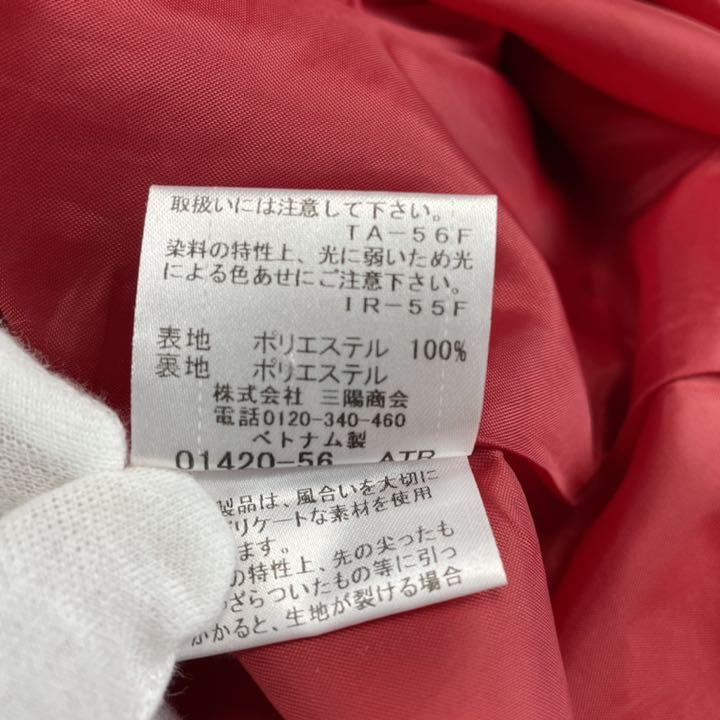 取扱いには注意して下さい。
TA-56F
染料の特性上、光に弱いため光
による色あせにご注意下さい。
IR-55F
表地 ポリエステル 100%
裏地 ポリエステル
株式会社 三陽商会
電話0120-340-460
ベトナム製
01420-56 ATR
製品は、風合いを大切に
デリケートな素材を使用
ます。
の特性上、先の尖ったも
ざらついたもの等に引っ
かかると、生地が裂ける場合